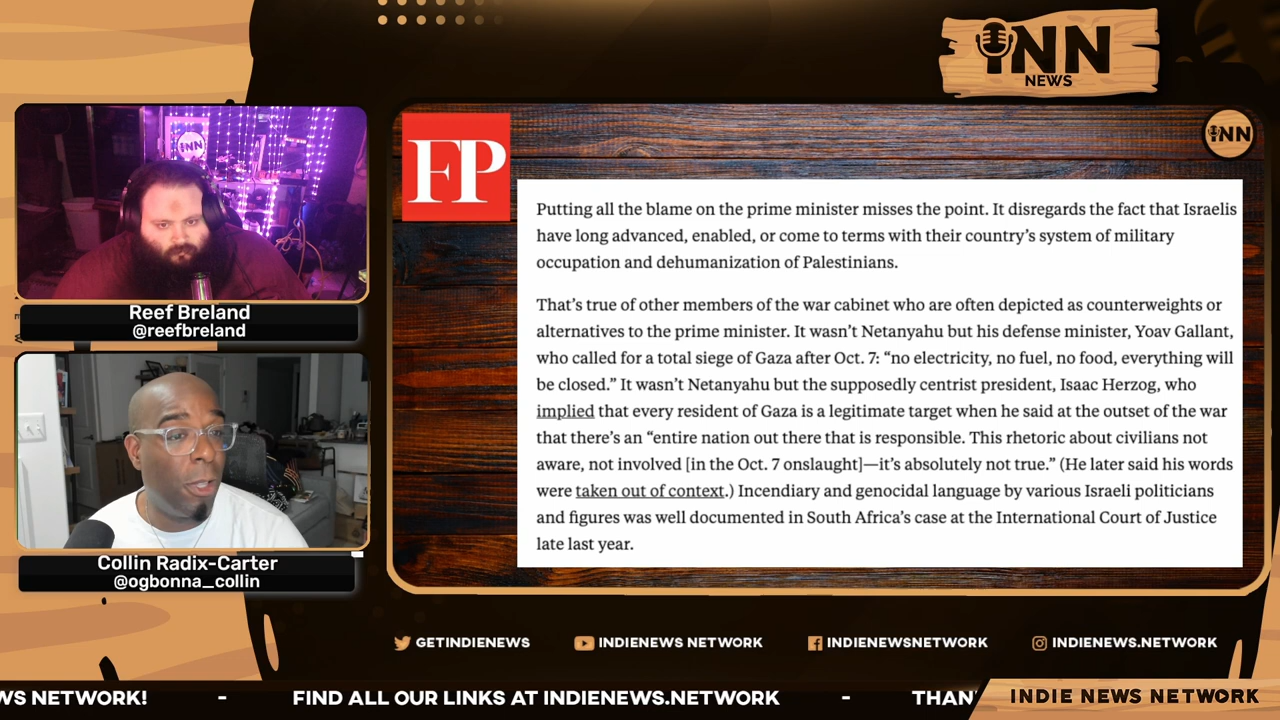 iNN
NEWS
iNN
iNN
FP
Reef Breland
@reefbreland
Collin Radix-Carter
@ogbonna_collin
Putting all the blame on the prime minister misses the point. It disregards the fact that Israelis
have long advanced, enabled, or come to terms with their country’s system of military
occupation and dehumanization of Palestinians.
That’s true of other members of the war cabinet who are often depicted as counterweights or
alternatives to the prime minister. It wasn’t Netanyahu but his defense minister, Yoav Gallant,
who called for a total siege of Gaza after Oct. 7: “no electricity, no fuel, no food, everything will
be closed.” It wasn’t Netanyahu but the supposedly centrist president, Isaac Herzog, who
implied that every resident of Gaza is a legitimate target when he said at the outset of the war
that there’s an “entire nation out there that is responsible. This rhetoric about civilians not
aware, not involved [in the Oct. 7 onslaught]—it’s absolutely not true.” (He later said his words
were taken out of context.) Incendiary and genocidal language by various Israeli politicians
and figures was well documented in South Africa’s case at the International Court of Justice
late last year.
GETINDIENEWS
INDIENEWS NETWORK
INDIENEWSNETWORK
INDIENEWS.NETWORK
WS NETWORK! - FIND ALL OUR LINKS AT INDIENEWS.NETWORK - THAN
INDIE NEWS NETWORK